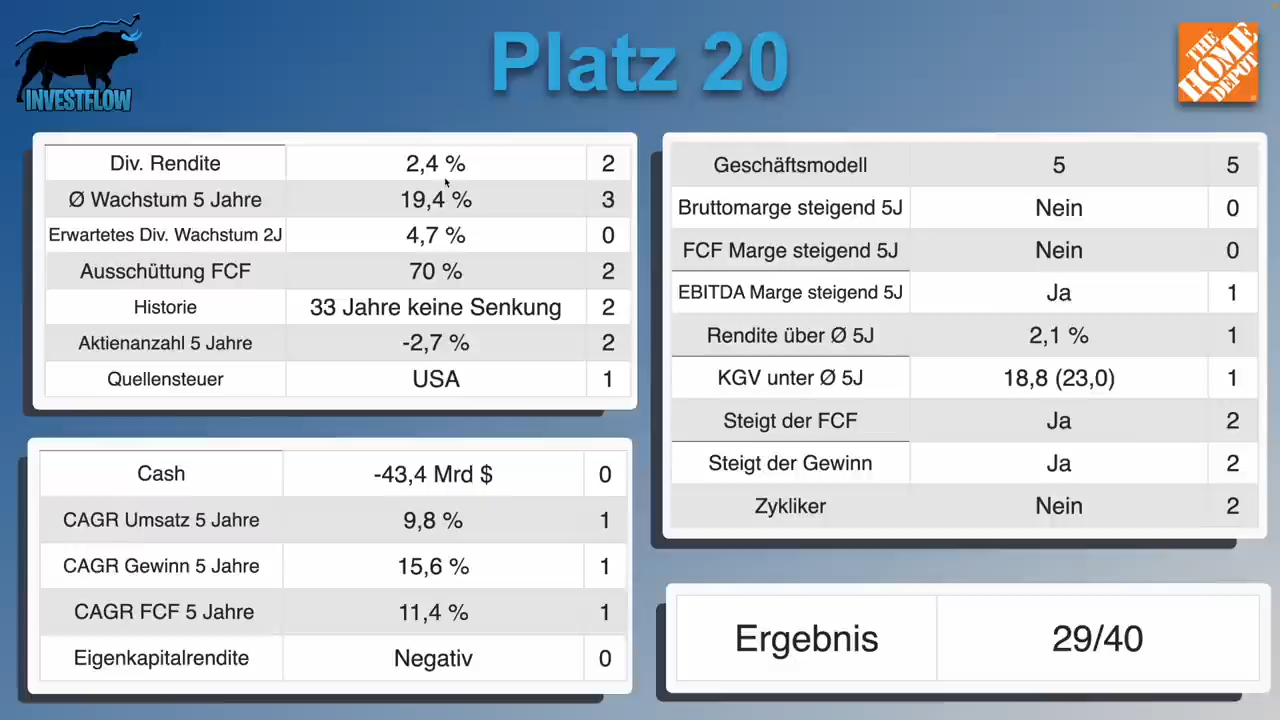 Platz 20
INVESTFLOW
THE
HOME
DEPOT
Div. Rendite 2,4 % 2
Ø Wachstum 5 Jahre 19,4 % 3
Erwartetes Div. Wachstum 2J 4,7 % 0
Ausschüttung FCF 70 % 2
Historie 33 Jahre keine Senkung 2
Aktienanzahl 5 Jahre -2,7 % 2
Quellensteuer USA 1
Cash -43,4 Mrd $ 0
CAGR Umsatz 5 Jahre 9,8 % 1
CAGR Gewinn 5 Jahre 15,6 % 1
CAGR FCF 5 Jahre 11,4 % 1
Eigenkapitalrendite Negativ 0
Geschäftsmodell 5 5
Bruttomarge steigend 5J Nein 0
FCF Marge steigend 5J Nein 0
EBITDA Marge steigend 5J Ja 1
Rendite über Ø 5J 2,1 % 1
KGV unter Ø 5J 18,8 (23,0) 1
Steigt der FCF Ja 2
Steigt der Gewinn Ja 2
Zykliker Nein 2
Ergebnis 29/40